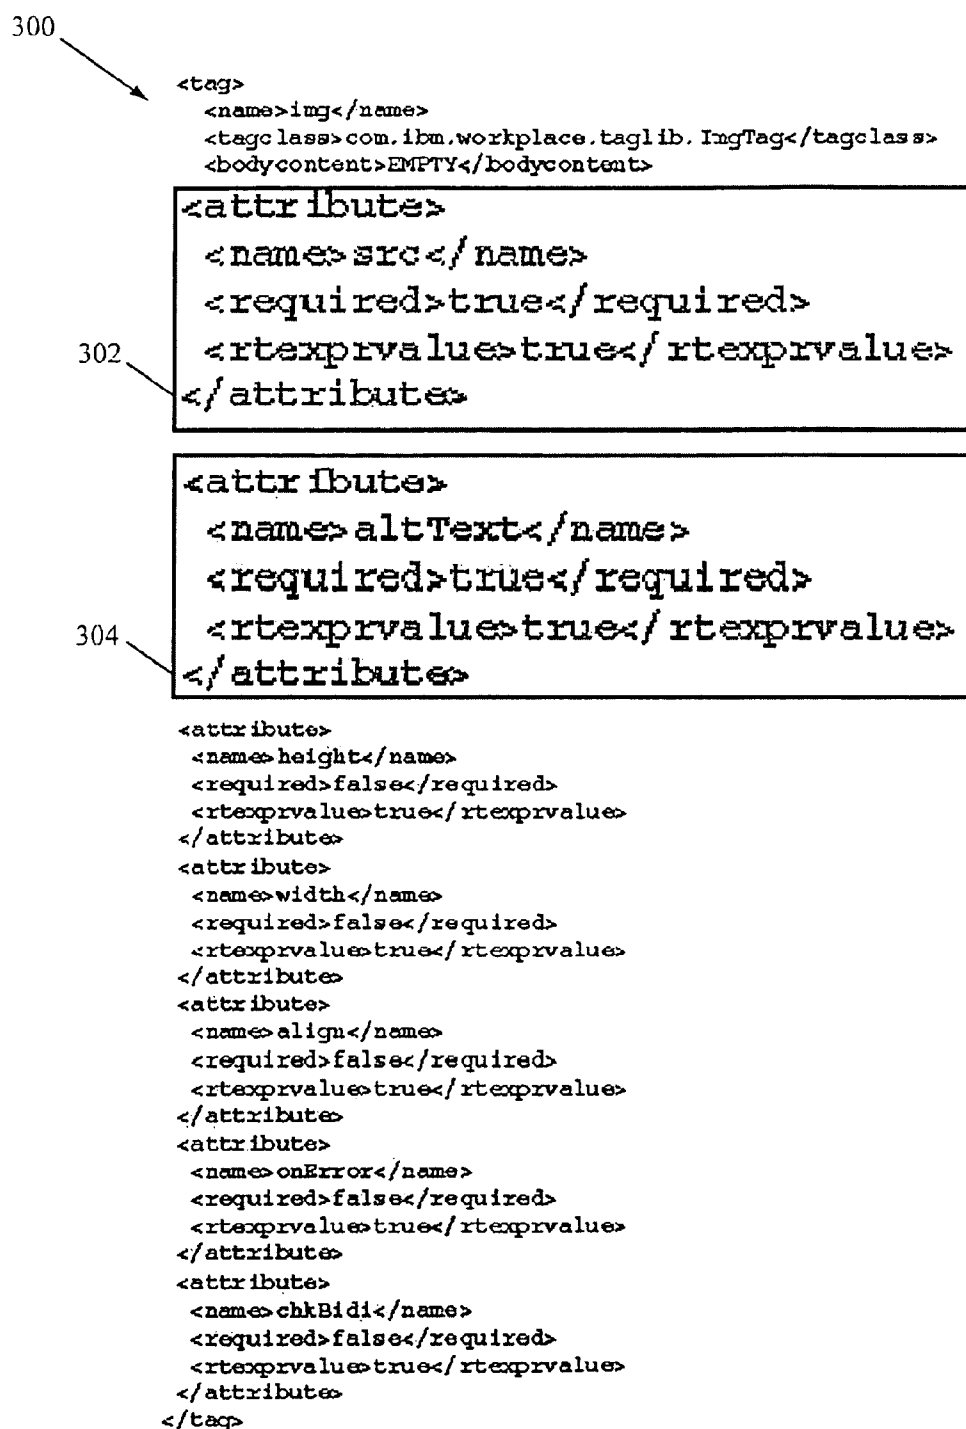 300
<tag>
<name>img</name>
<tagclass>com.ibm.workplace.taglib.ImgTag</tagclass>
<bodycontent>EMPTY</bodycontent>
<attribute>
<name>src</name>
<required>true</required>
302
<rtexprvalue>true</rtexprvalue>
</attribute>
<attribute>
<name>altText</name>
<required>true</required>
<rtexprvalue>true</rtexprvalue>
304
</attribute>
<attribute>
<name>height</name>
<required>false</required>
<rtexprvalue>true</rtexprvalue>
</attribute>
<attribute>
<name>width</name>
<required>false</required>
<rtexprvalue>true</rtexprvalue>
</attribute>
<attribute>
<name>align</name>
<required>false</required>
<rtexprvalue>true</rtexprvalue>
</attribute>
<attribute>
<name>onError</name>
<required>false</required>
<rtexprvalue>true</rtexprvalue>
</attribute>
<attribute>
<name>chkBidi</name>
<required>false</required>
<rtexprvalue>true</rtexprvalue>
</attribute>
</tag>